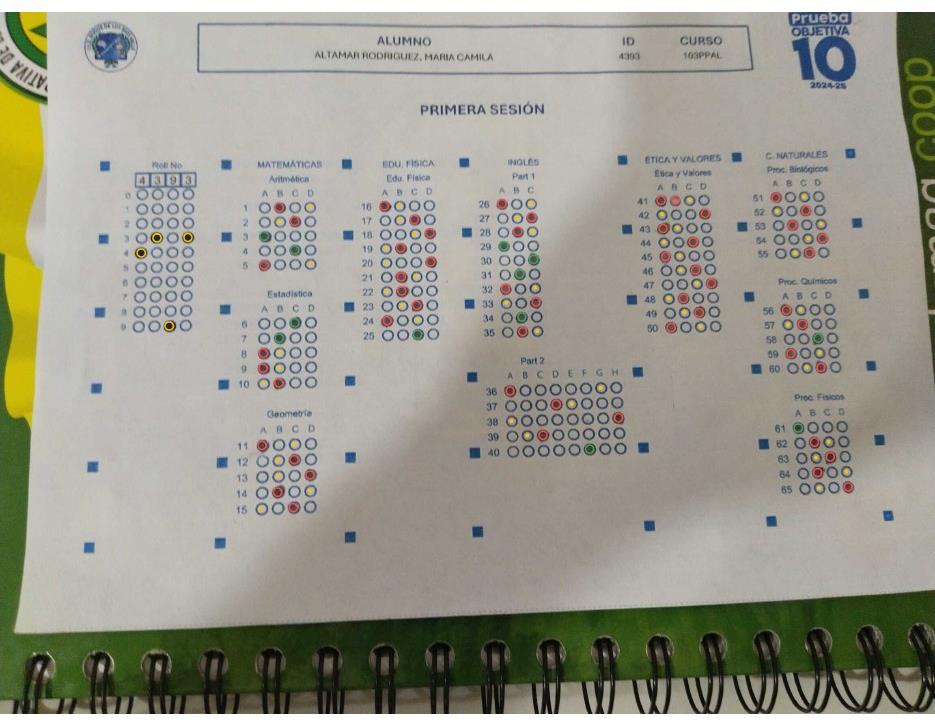 Prueba
OBJETIVA
10
2024-25
ALUMNO ID CURSO
ALTAMAR RODRIGUEZ, MARIA CAMILA 4393 103PPAL
PRIMERA SESIÓN
Roll No
4 3 9 3
0
1
2
3
4
5
6
7
8
9
MATEMÁTICAS
Aritmética
A B C D
1
2
3
4
5
Estadística
A B C D
6
7
8
9
10
Geometría
A B C D
11
12
13
14
15
EDU. FÍSICA
Edu. Física
A B C D
16
17
18
19
20
21
22
23
24
25
INGLÉS
Part 1
A B C
26
27
28
29
30
31
32
33
34
35
Part 2
A B C D E F G H
36
37
38
39
40
ÉTICA Y VALORES
Ética y Valores
A B C D
41
42
43
44
45
46
47
48
49
50
C. NATURALES
Proc. Biológicos
A B C D
51
52
53
54
55
Proc. Químicos
A B C D
56
57
58
59
60
Proc. Físicos
A B C D
61
62
63
64
65
coop